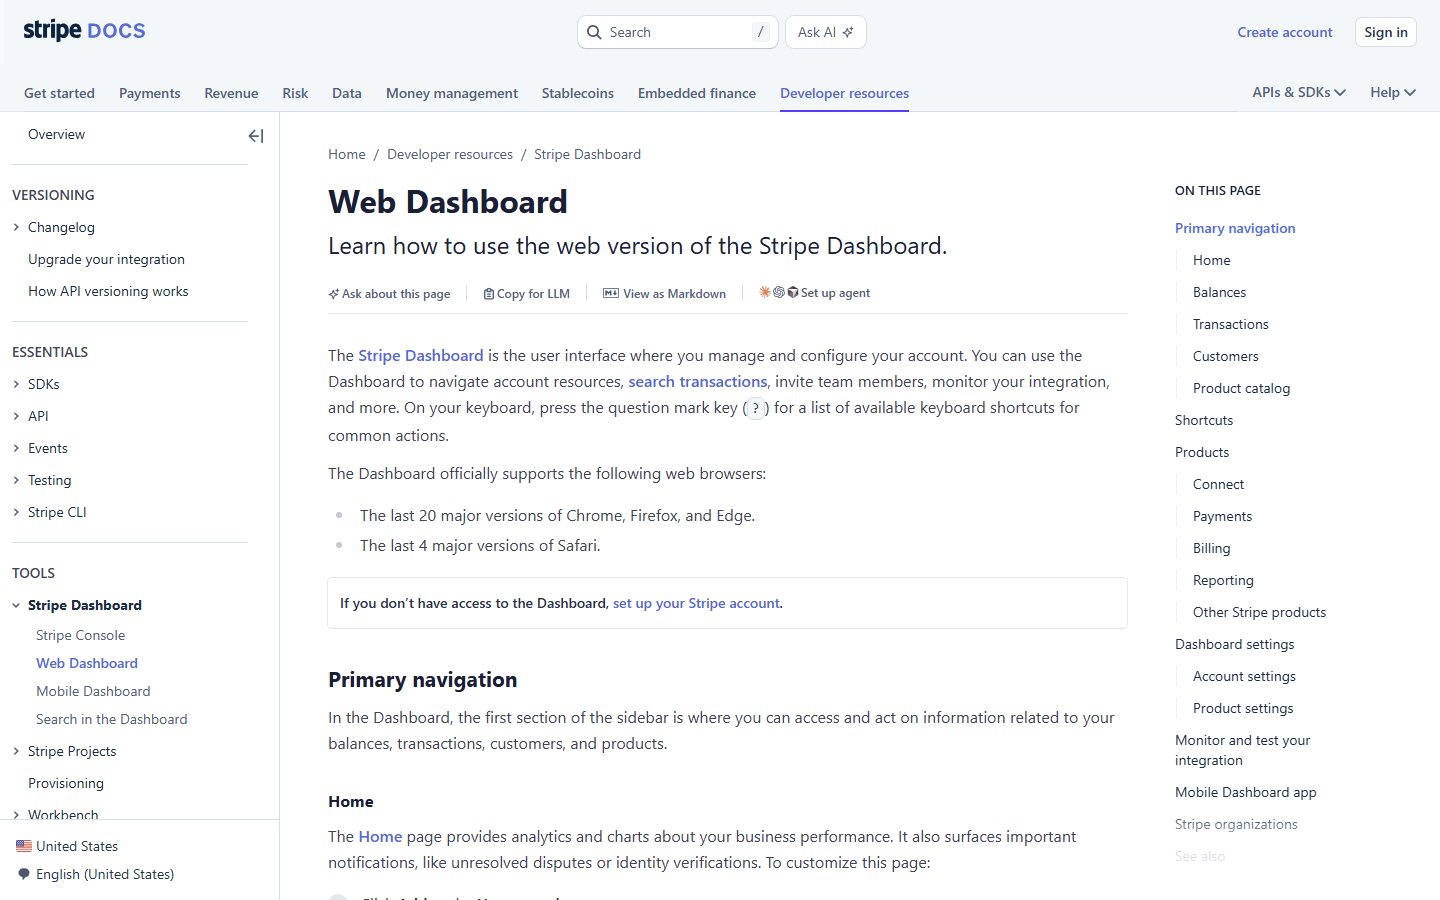 stripe DOCS
Search /
Ask AI
Create account
Sign in
Get started
Payments
Revenue
Risk
Data
Money management
Stablecoins
Embedded finance
Developer resources
APIs & SDKs
Help
Overview
VERSIONING
Changelog
Upgrade your integration
How API versioning works
ESSENTIALS
SDKs
API
Events
Testing
Stripe CLI
TOOLS
Stripe Dashboard
Stripe Console
Web Dashboard
Mobile Dashboard
Search in the Dashboard
Stripe Projects
Provisioning
Workbench
United States
English (United States)
Home / Developer resources / Stripe Dashboard
Web Dashboard
Learn how to use the web version of the Stripe Dashboard.
Ask about this page
Copy for LLM
View as Markdown
Set up agent
The Stripe Dashboard is the user interface where you manage and configure your account. You can use the
Dashboard to navigate account resources, search transactions, invite team members, monitor your integration,
and more. On your keyboard, press the question mark key (?) for a list of available keyboard shortcuts for
common actions.
The Dashboard officially supports the following web browsers:
The last 20 major versions of Chrome, Firefox, and Edge.
The last 4 major versions of Safari.
If you don’t have access to the Dashboard, set up your Stripe account.
Primary navigation
In the Dashboard, the first section of the sidebar is where you can access and act on information related to your
balances, transactions, customers, and products.
Home
The Home page provides analytics and charts about your business performance. It also surfaces important
notifications, like unresolved disputes or identity verifications. To customize this page:
ON THIS PAGE
Primary navigation
Home
Balances
Transactions
Customers
Product catalog
Shortcuts
Products
Connect
Payments
Billing
Reporting
Other Stripe products
Dashboard settings
Account settings
Product settings
Monitor and test your
integration
Mobile Dashboard app
Stripe organizations
See also